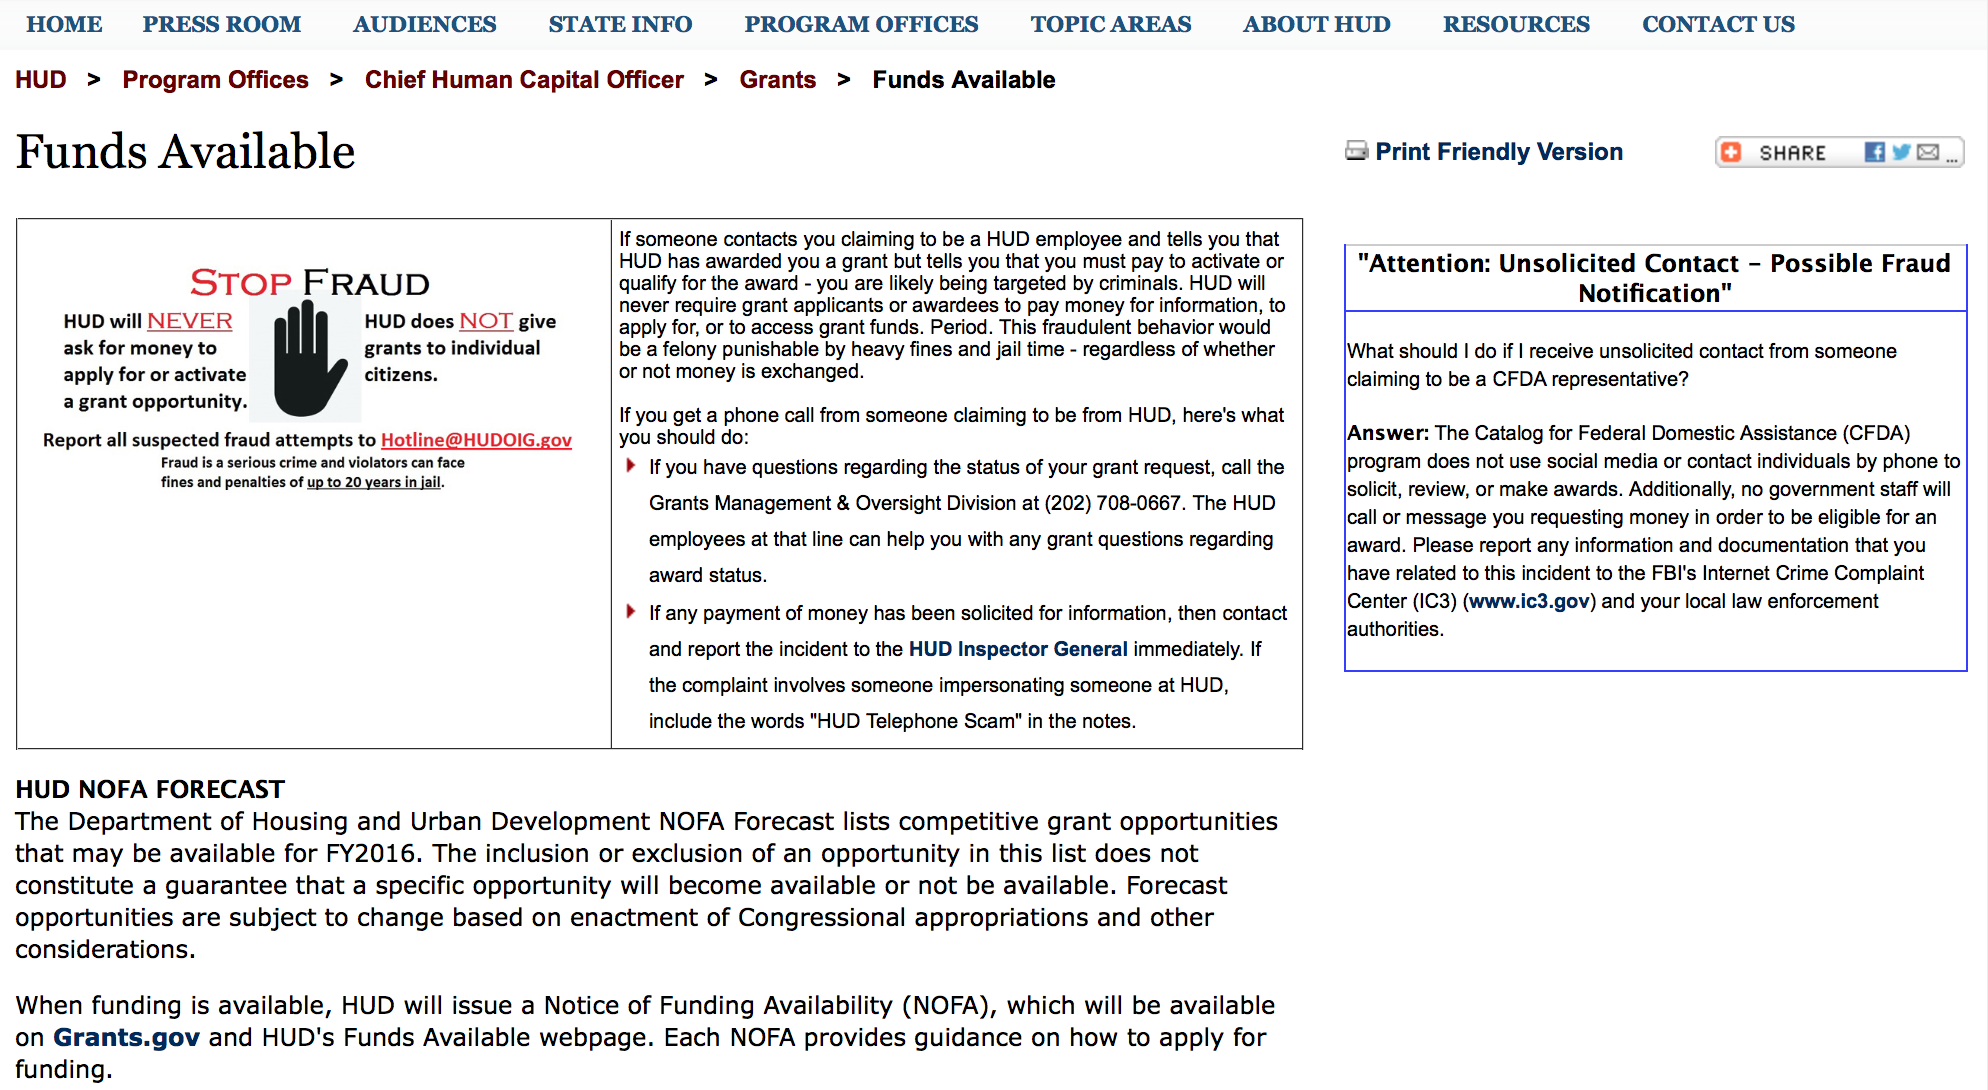 HOME PRESS ROOM AUDIENCES STATE INFO PROGRAM OFFICES TOPIC AREAS ABOUT HUD RESOURCES CONTACT US
HUD > Program Offices > Chief Human Capital Officer > Grants > Funds Available
Funds Available
Print Friendly Version
SHARE
...
STOP FRAUD
HUD will NEVER
ask for money to
apply for or activate
a grant opportunity.
HUD does NOT give
grants to individual
citizens.
Report all suspected fraud attempts to Hotline@HUDOIG.gov
Fraud is a serious crime and violators can face
fines and penalties of up to 20 years in jail.
If someone contacts you claiming to be a HUD employee and tells you that
HUD has awarded you a grant but tells you that you must pay to activate or
qualify for the award - you are likely being targeted by criminals. HUD will
never require grant applicants or awardees to pay money for information, to
apply for, or to access grant funds. Period. This fraudulent behavior would
be a felony punishable by heavy fines and jail time - regardless of whether
or not money is exchanged.
If you get a phone call from someone claiming to be from HUD, here's what
you should do:
If you have questions regarding the status of your grant request, call the
Grants Management & Oversight Division at (202) 708-0667. The HUD
employees at that line can help you with any grant questions regarding
award status.
If any payment of money has been solicited for information, then contact
and report the incident to the HUD Inspector General immediately. If
the complaint involves someone impersonating someone at HUD,
include the words "HUD Telephone Scam" in the notes.
"Attention: Unsolicited Contact – Possible Fraud
Notification"
What should I do if I receive unsolicited contact from someone
claiming to be a CFDA representative?
Answer: The Catalog for Federal Domestic Assistance (CFDA)
program does not use social media or contact individuals by phone to
solicit, review, or make awards. Additionally, no government staff will
call or message you requesting money in order to be eligible for an
award. Please report any information and documentation that you
have related to this incident to the FBI's Internet Crime Complaint
Center (IC3) (www.ic3.gov) and your local law enforcement
authorities.
HUD NOFA FORECAST
The Department of Housing and Urban Development NOFA Forecast lists competitive grant opportunities
that may be available for FY2016. The inclusion or exclusion of an opportunity in this list does not
constitute a guarantee that a specific opportunity will become available or not be available. Forecast
opportunities are subject to change based on enactment of Congressional appropriations and other
considerations.
When funding is available, HUD will issue a Notice of Funding Availability (NOFA), which will be available
on Grants.gov and HUD's Funds Available webpage. Each NOFA provides guidance on how to apply for
funding.